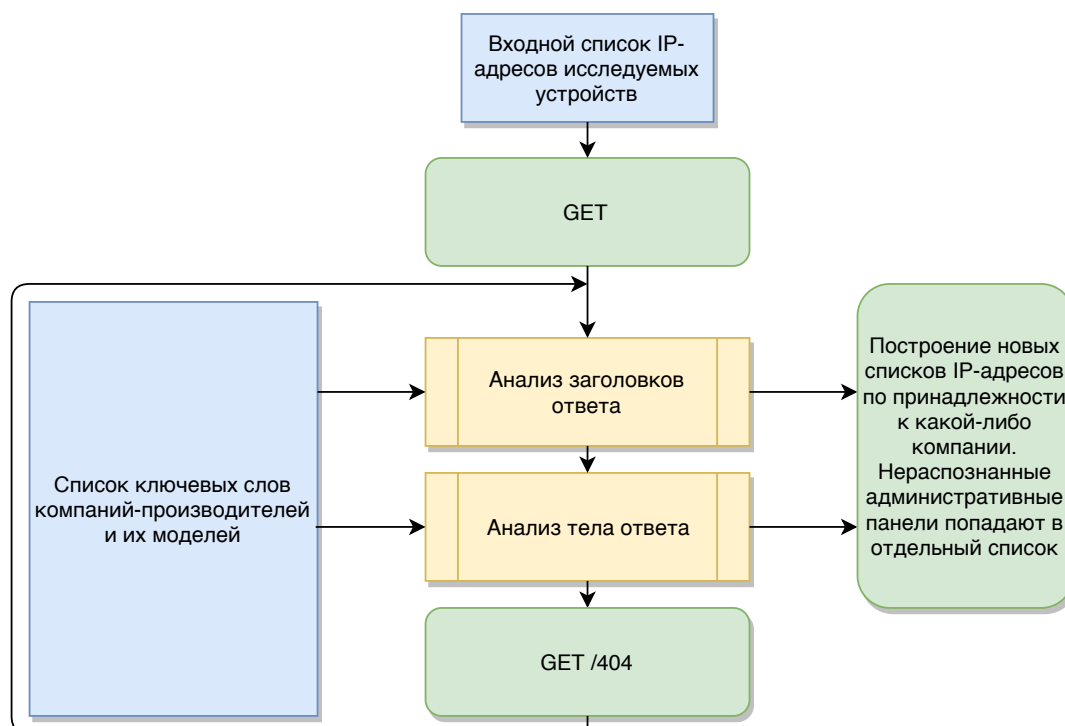 Входной список IP-
адресов исследуемых
устройств
GET
Список ключевых слов
компаний-производителей
и их моделей
Анализ заголовков
ответа
Анализ тела ответа
Построение новых
списков IP-адресов
по принадлежности
к какой-либо
компании.
Нераспознанные
административные
панели попадают в
отдельный список
GET /404